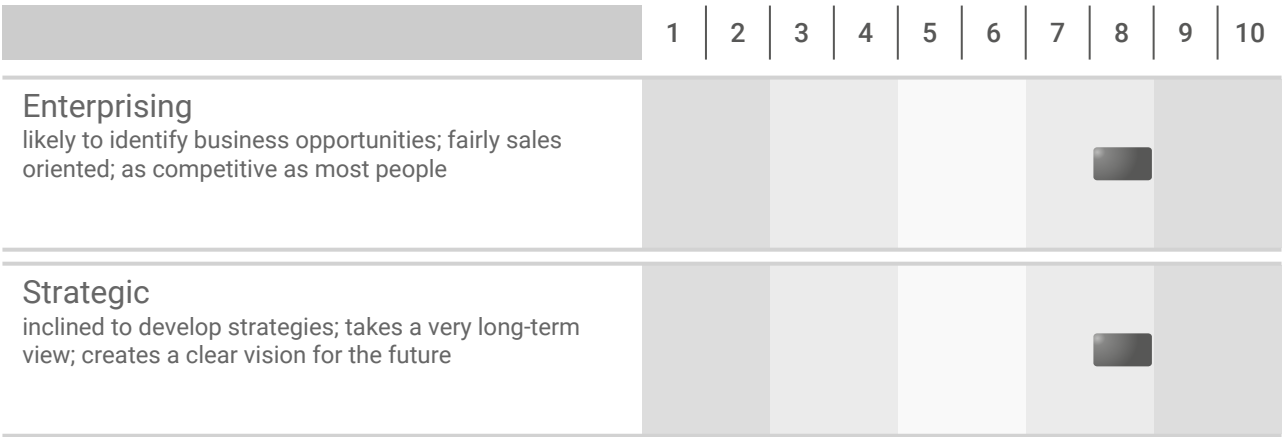 1 2 3 4 5 6 7 8 9 10
Enterprising
likely to identify business opportunities; fairly sales
oriented; as competitive as most people
Strategic
inclined to develop strategies; takes a very long-term
view; creates a clear vision for the future